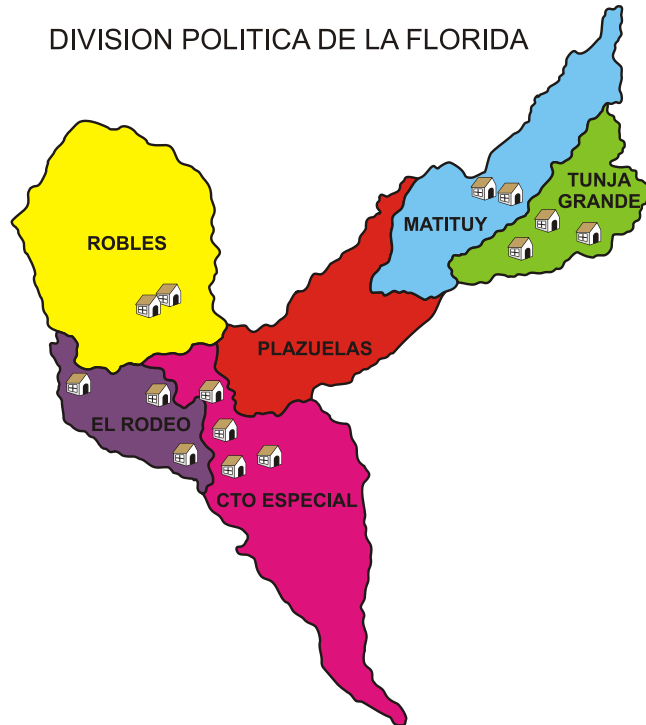 DIVISION POLITICA DE LA FLORIDA
TUNJA
GRANDE
MATITUY
ROBLES
PLAZUELAS
EL RODEO
CTO ESPECIAL